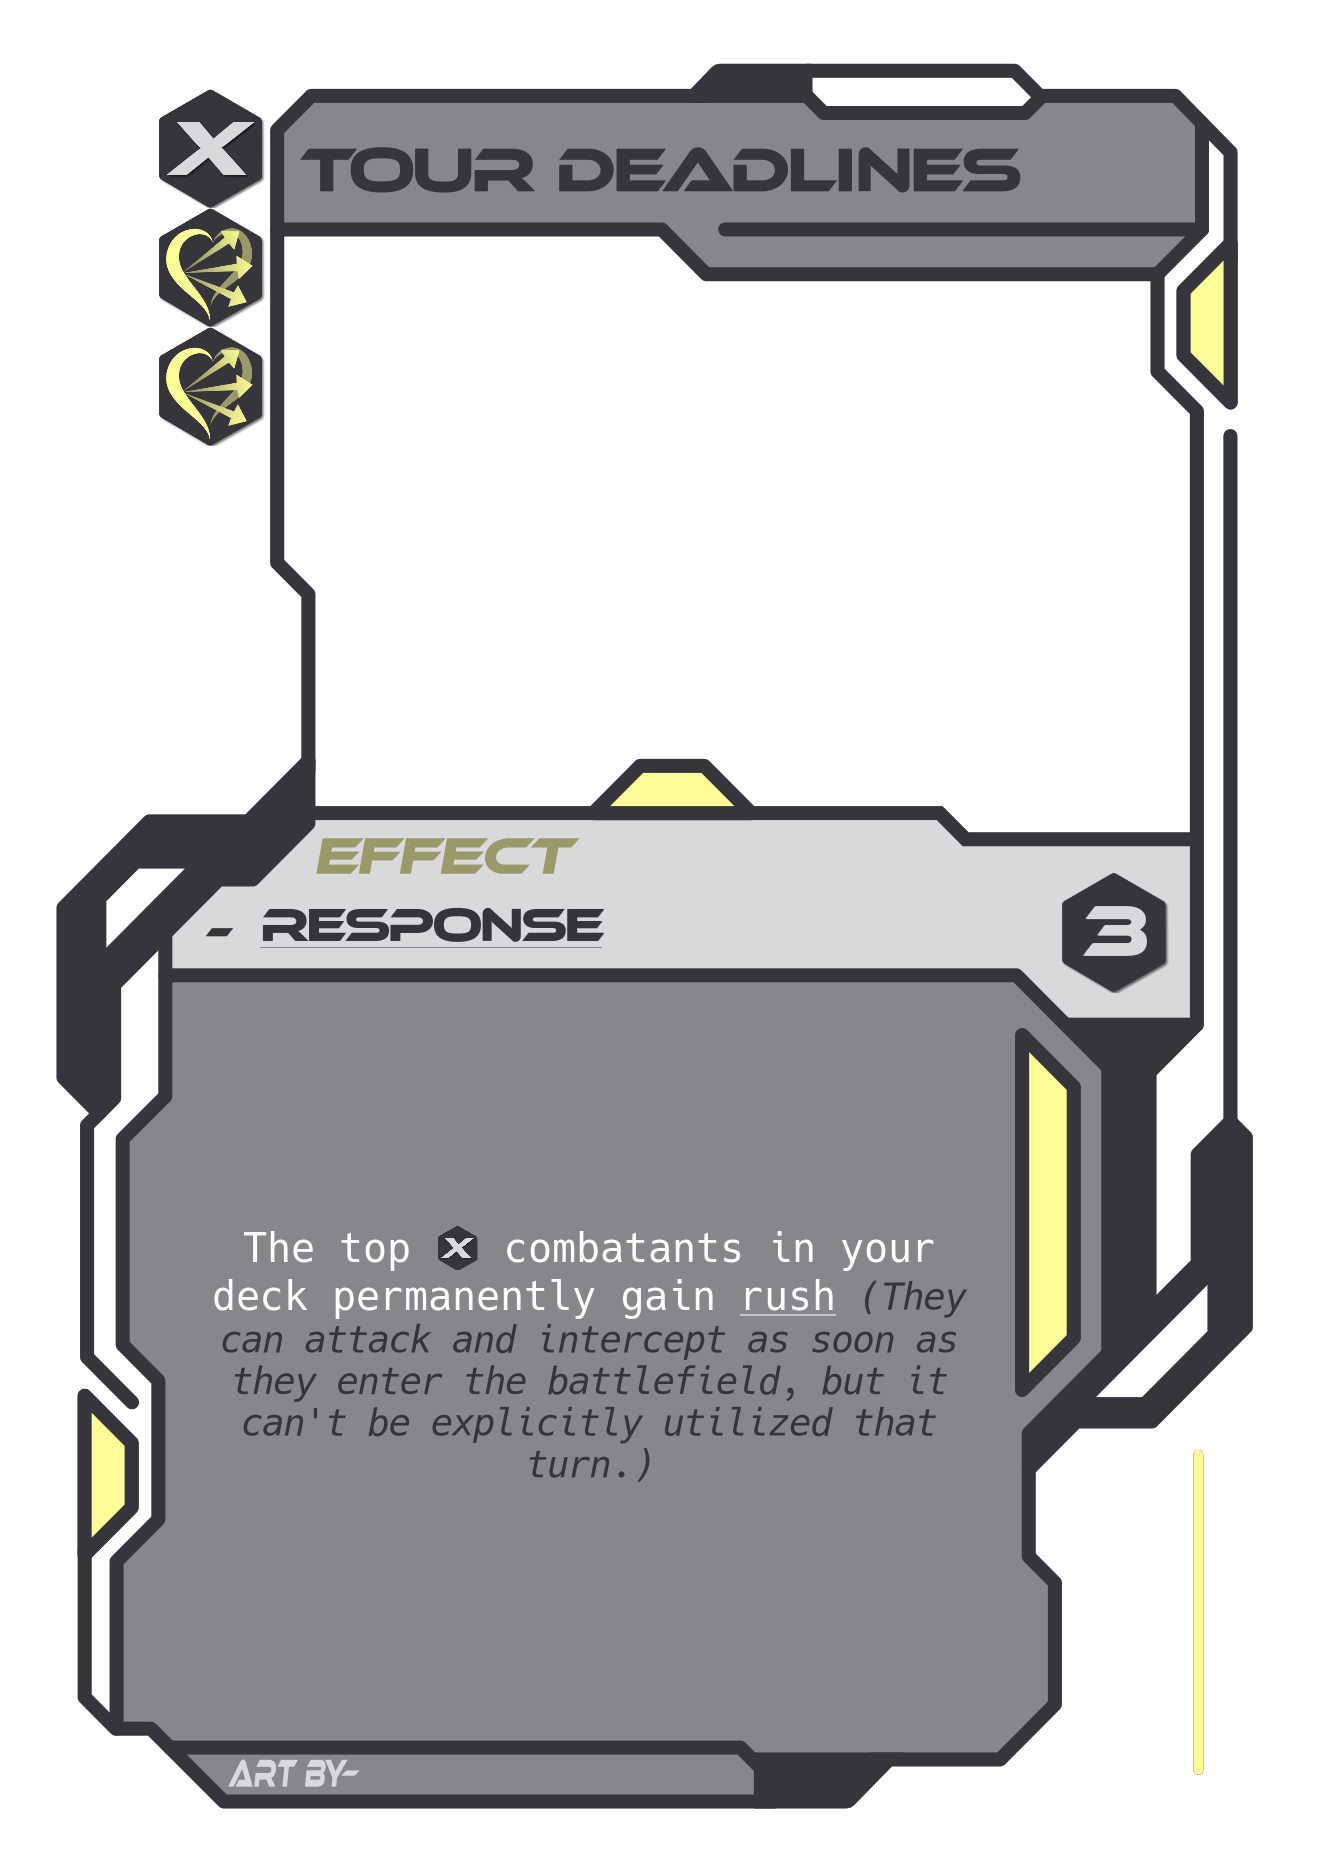 X
TOUR DEADLINES
EFFECT
- RESPONSE
3
The top X combatants in your
deck permanently gain rush (They
can attack and intercept as soon as
they enter the battlefield, but it
can't be explicitly utilized that
turn.)
ART BY-